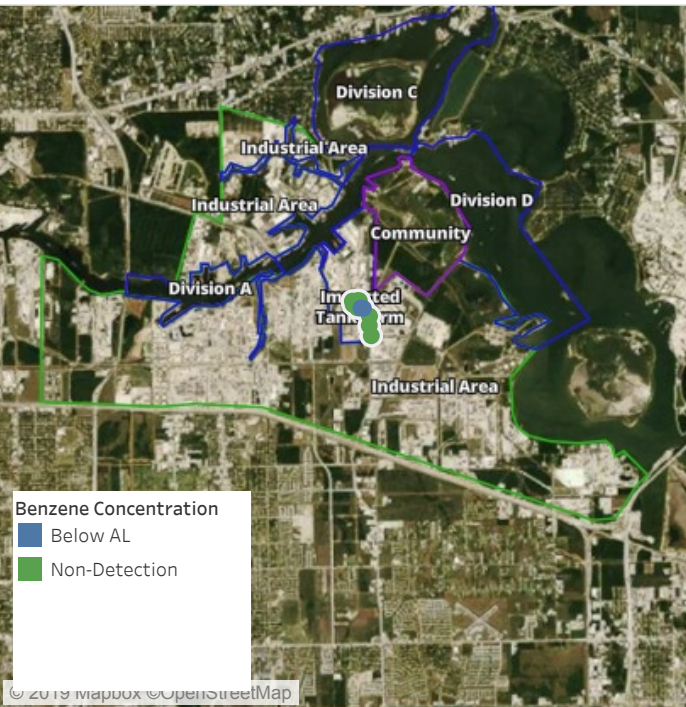 Division C
Industrial Area
Industrial Area
Division D
Community
Division A
Tank
Industrial Area
Benzene Concentration
Below AL
Non-Detection
© 2019 Mapbox ©OpenStreetMap